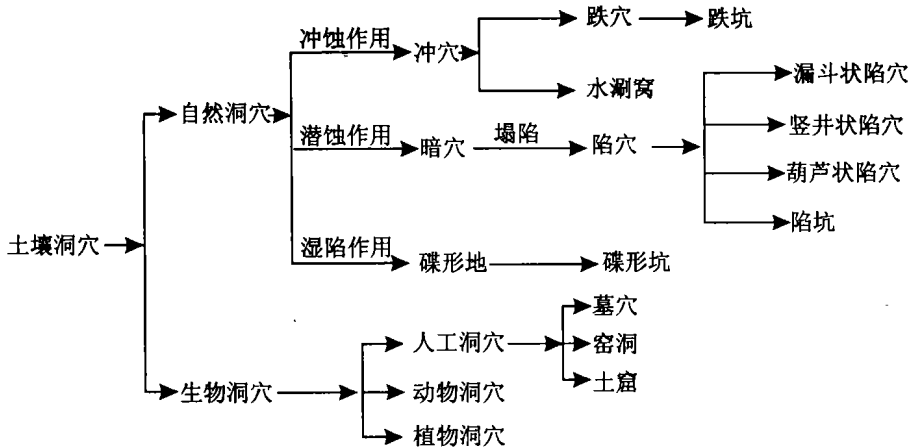 土壤洞穴
自然洞穴
冲蚀作用
冲穴
跌穴
跌坑
水涮窝
潜蚀作用
暗穴
塌陷
陷穴
漏斗状陷穴
竖井状陷穴
葫芦状陷穴
陷坑
湿陷作用
碟形地
碟形坑
生物洞穴
人工洞穴
墓穴
窑洞
土窟
动物洞穴
植物洞穴